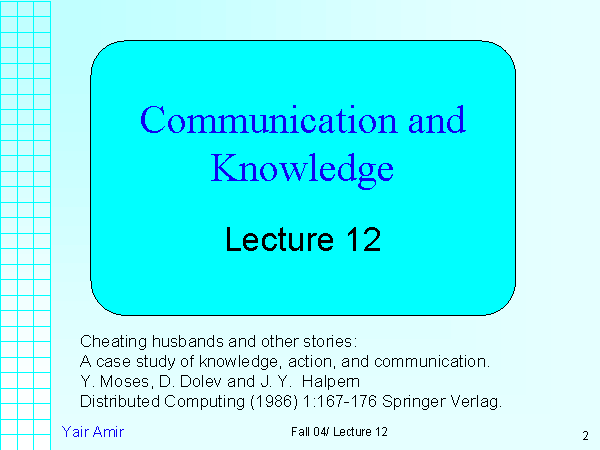 Communication and
Knowledge
Lecture 12
Cheating husbands and other stories:
A case study of knowledge, action, and communication.
Y. Moses, D. Dolev and J. Y. Halpern
Distributed Computing (1986) 1:167-176 Springer Verlag.
Yair Amir
Fall 04/ Lecture 12
2